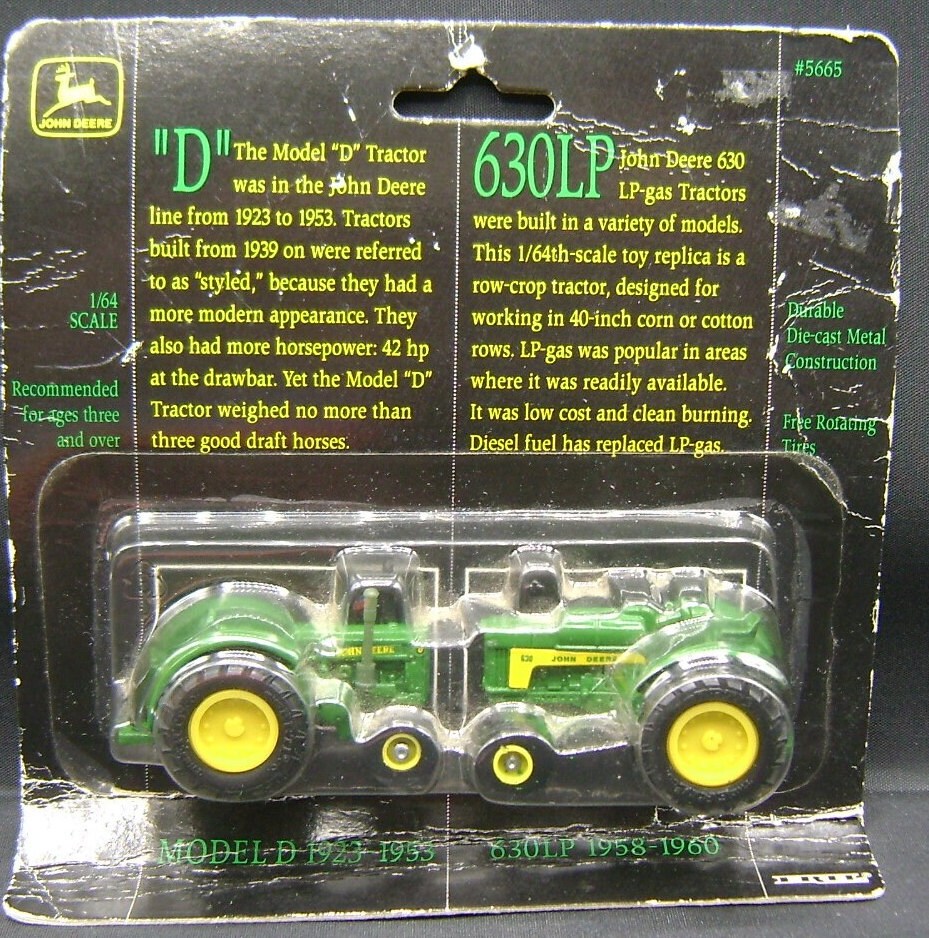 JOHN DEERE
#5665
"D" The Model “D” Tractor
was in the John Deere
line from 1923 to 1953. Tractors
built from 1939 on were referred
to as “styled,” because they had a
more modern appearance. They
also had more horsepower: 42 hp
at the drawbar. Yet the Model “D”
Tractor weighed no more than
three good draft horses.
630LP John Deere 630
LP-gas Tractors
were built in a variety of models.
This 1/64th-scale toy replica is a
row-crop tractor, designed for
working in 40-inch corn or cotton
rows. LP-gas was popular in areas
where it was readily available.
It was low cost and clean burning.
Diesel fuel has replaced LP-gas.
1/64
SCALE
Recommended
for ages three
and over
Durable
Die-cast Metal
Construction
Free Rotating
Tires
JOHN DEERE
630 JOHN DEERE
MODEL D 1923-1953
630LP 1958-1960
ERTL